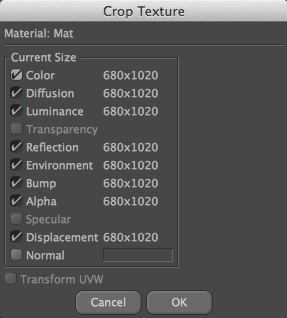 Crop Texture
Material: Mat
Current Size
Color 680x1020
Diffusion 680x1020
Luminance 680x1020
Transparency
Reflection 680x1020
Environment 680x1020
Bump 680x1020
Alpha 680x1020
Specular
Displacement 680x1020
Normal
Transform UVW
Cancel OK